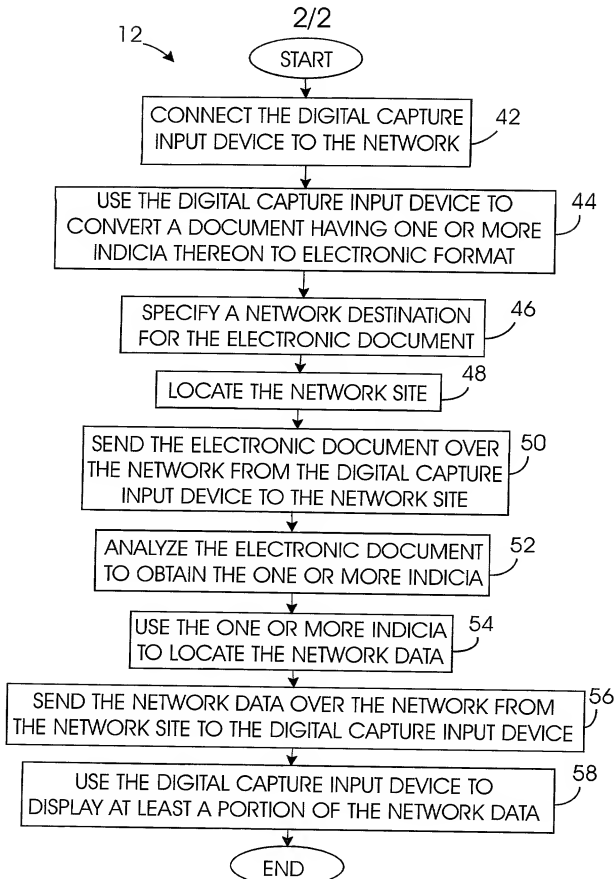 2/2
12
START
CONNECT THE DIGITAL CAPTURE
INPUT DEVICE TO THE NETWORK
42
USE THE DIGITAL CAPTURE INPUT DEVICE TO
CONVERT A DOCUMENT HAVING ONE OR MORE
INDICIA THEREON TO ELECTRONIC FORMAT
44
SPECIFY A NETWORK DESTINATION
FOR THE ELECTRONIC DOCUMENT
46
LOCATE THE NETWORK SITE
48
SEND THE ELECTRONIC DOCUMENT OVER
THE NETWORK FROM THE DIGITAL CAPTURE
INPUT DEVICE TO THE NETWORK SITE
50
ANALYZE THE ELECTRONIC DOCUMENT
TO OBTAIN THE ONE OR MORE INDICIA
52
USE THE ONE OR MORE INDICIA
TO LOCATE THE NETWORK DATA
54
SEND THE NETWORK DATA OVER THE NETWORK FROM
THE NETWORK SITE TO THE DIGITAL CAPTURE INPUT DEVICE
56
USE THE DIGITAL CAPTURE INPUT DEVICE TO
DISPLAY AT LEAST A PORTION OF THE NETWORK DATA
58
END